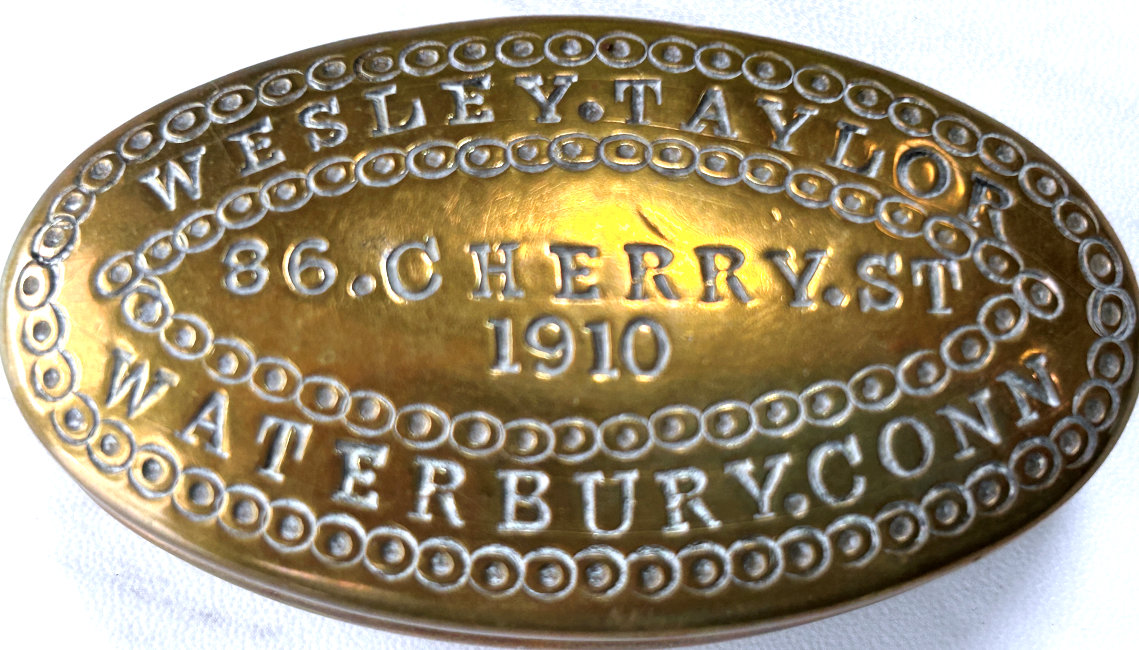 WESLEY.TAYLOR
86.CHERRY.ST
1910
WATERBURY.CONN